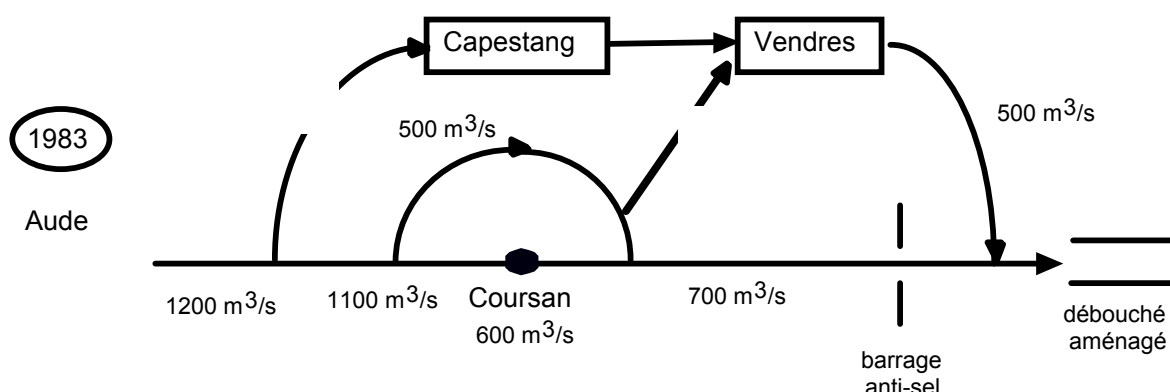 Capestang
Vendres
500 m³/s
500 m³/s
1983
Aude
1200 m³/s
1100 m³/s
Coursan
600 m³/s
700 m³/s
débouché
aménagé
barrage
anti-sel